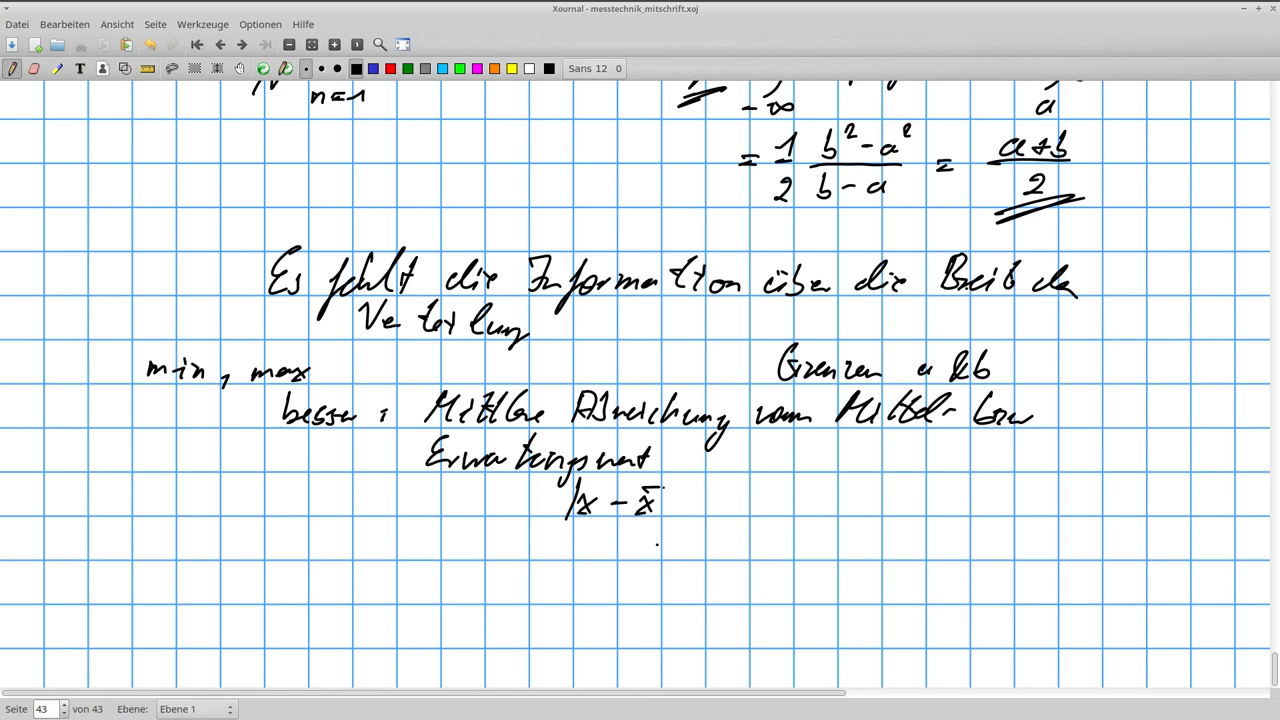 Xournal - messtechnik_mitschrift.xoj
Datei Bearbeiten Ansicht Seite Werkzeuge Optionen Hilfe
Sans 12 0
n=1
-∞ a
= 1/2 (b² - a²)/(b - a) = (a+b)/2
Es fehlt die Information über die Breite der
Verteilung
min, max Grenzen a & b
besser: Mittlere Abweichung vom Mittel- bzw
Erwartungswert
|x - x̄
Seite 43 von 43 Ebene: Ebene 1